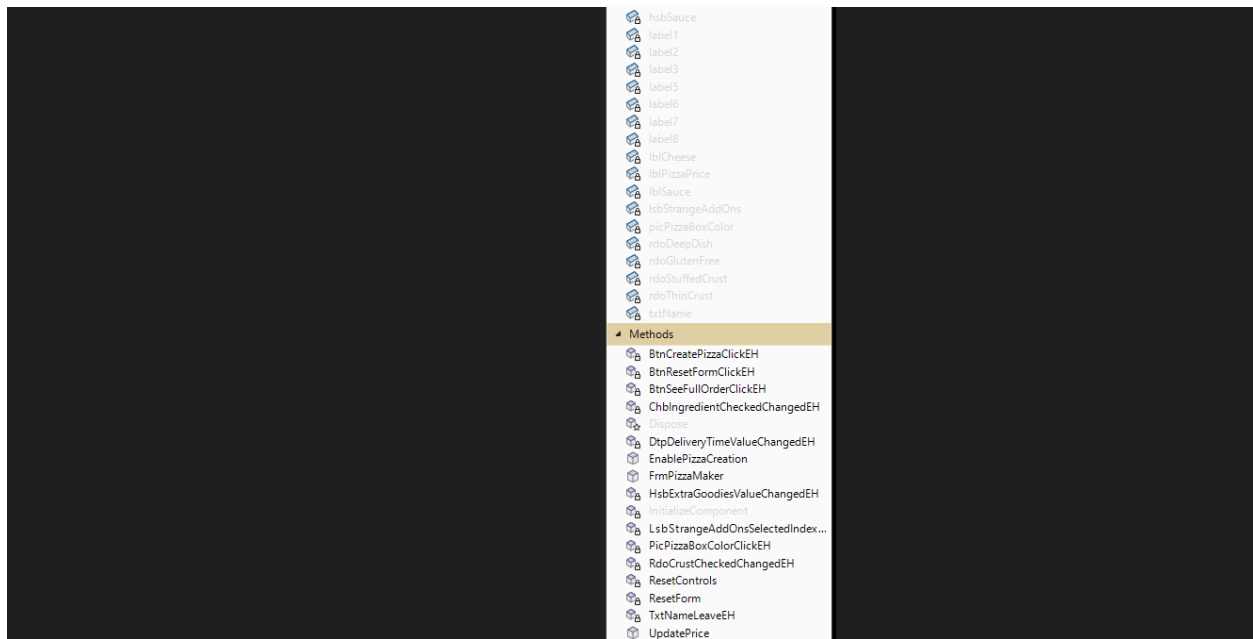 hsbSauce
label1
label2
label3
label5
label6
label7
label8
lblCheese
lblPizzaPrice
lblSauce
lsbStrangeAddOns
picPizzaBoxColor
rdoDeepDish
rdoGlutenFree
rdoStuffedCrust
rdoThinCrust
txtName
Methods
BtnCreatePizzaClickEH
BtnResetFormClickEH
BtnSeeFullOrderClickEH
ChbIngredientCheckedChangedEH
Dispose
DtpDeliveryTimeValueChangedEH
EnablePizzaCreation
FrmPizzaMaker
HsbExtraGoodiesValueChangedEH
InitializeComponent
LsbStrangeAddOnsSelectedIndex...
PicPizzaBoxColorClickEH
RdoCrustCheckedChangedEH
ResetControls
ResetForm
TxtNameLeaveEH
UpdatePrice